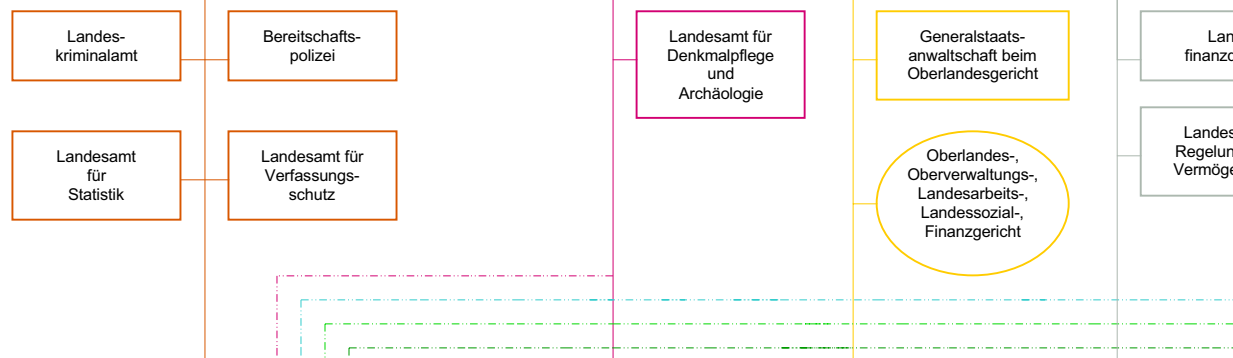 Landes-
kriminalamt
Bereitschafts-
polizei
Landesamt für
Denkmalpflege
und
Archäologie
Generalstaats-
anwaltschaft beim
Oberlandesgericht
Landesamt
für
Statistik
Landesamt für
Verfassungs-
schutz
Oberlandes-,
Oberverwaltungs-,
Landesarbeits-,
Landessozial-,
Finanzgericht